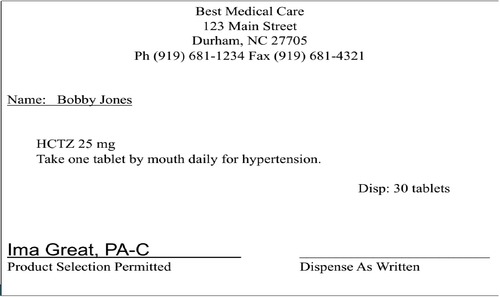 Best Medical Care
123 Main Street
Durham, NC 27705
Ph (919) 681-1234 Fax (919) 681-4321
Name: Bobby Jones
HCTZ 25 mg
Take one tablet by mouth daily for hypertension.
Disp: 30 tablets
Ima Great, PA-C
Product Selection Permitted
Dispense As Written